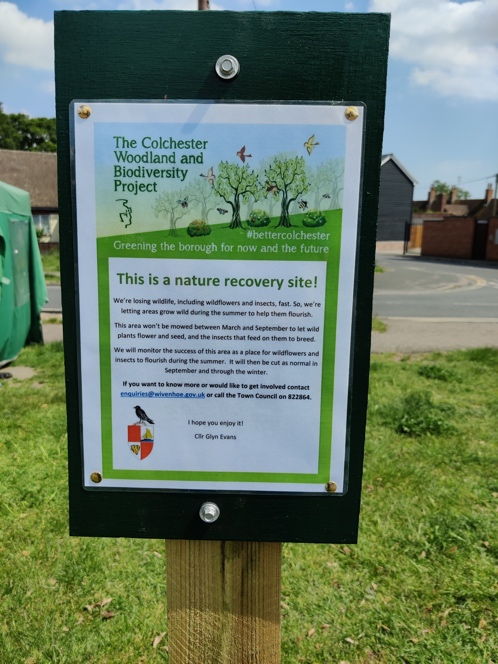 The Colchester
Woodland and
Biodiversity
Project
#bettercolchester
Greening the borough for now and the future
This is a nature recovery site!
We're losing wildlife, including wildflowers and insects, fast. So, we're
letting areas grow wild during the summer to help them flourish.
This area won't be mowed between March and September to let wild
plants flower and seed, and the insects that feed on them to breed.
We will monitor the success of this area as a place for wildflowers and
insects to flourish during the summer. It will then be cut as normal in
September and through the winter.
If you want to know more or would like to get involved contact
enquiries@wivenhoe.gov.uk or call the Town Council on 822864.
I hope you enjoy it!
Cllr Glyn Evans